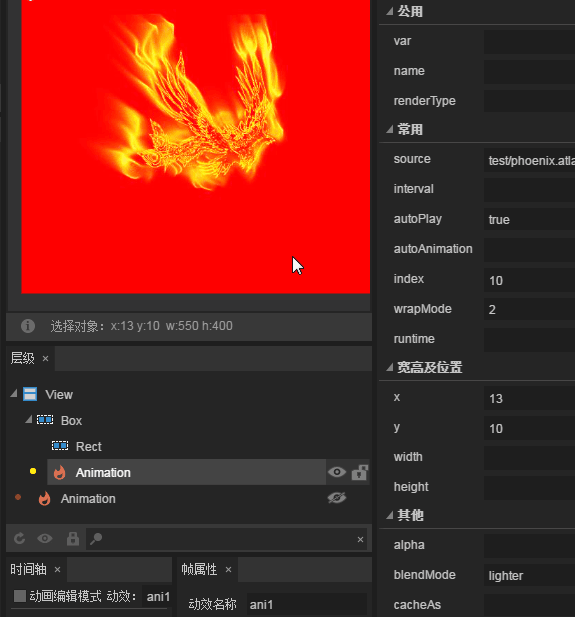 选择对象: x:13 y:10 w:550 h:400
层级 ×
View
Box
Rect
Animation
Animation
×
时间轴 ×
动画编辑模式 动效: ani1
帧属性 ×
动效名称 ani1
公用
var
name
renderType
常用
source test/phoenix.atla
interval
autoPlay true
autoAnimation
index 10
wrapMode 2
runtime
宽高及位置
x 13
y 10
width
height
其他
alpha
blendMode lighter
cacheAs